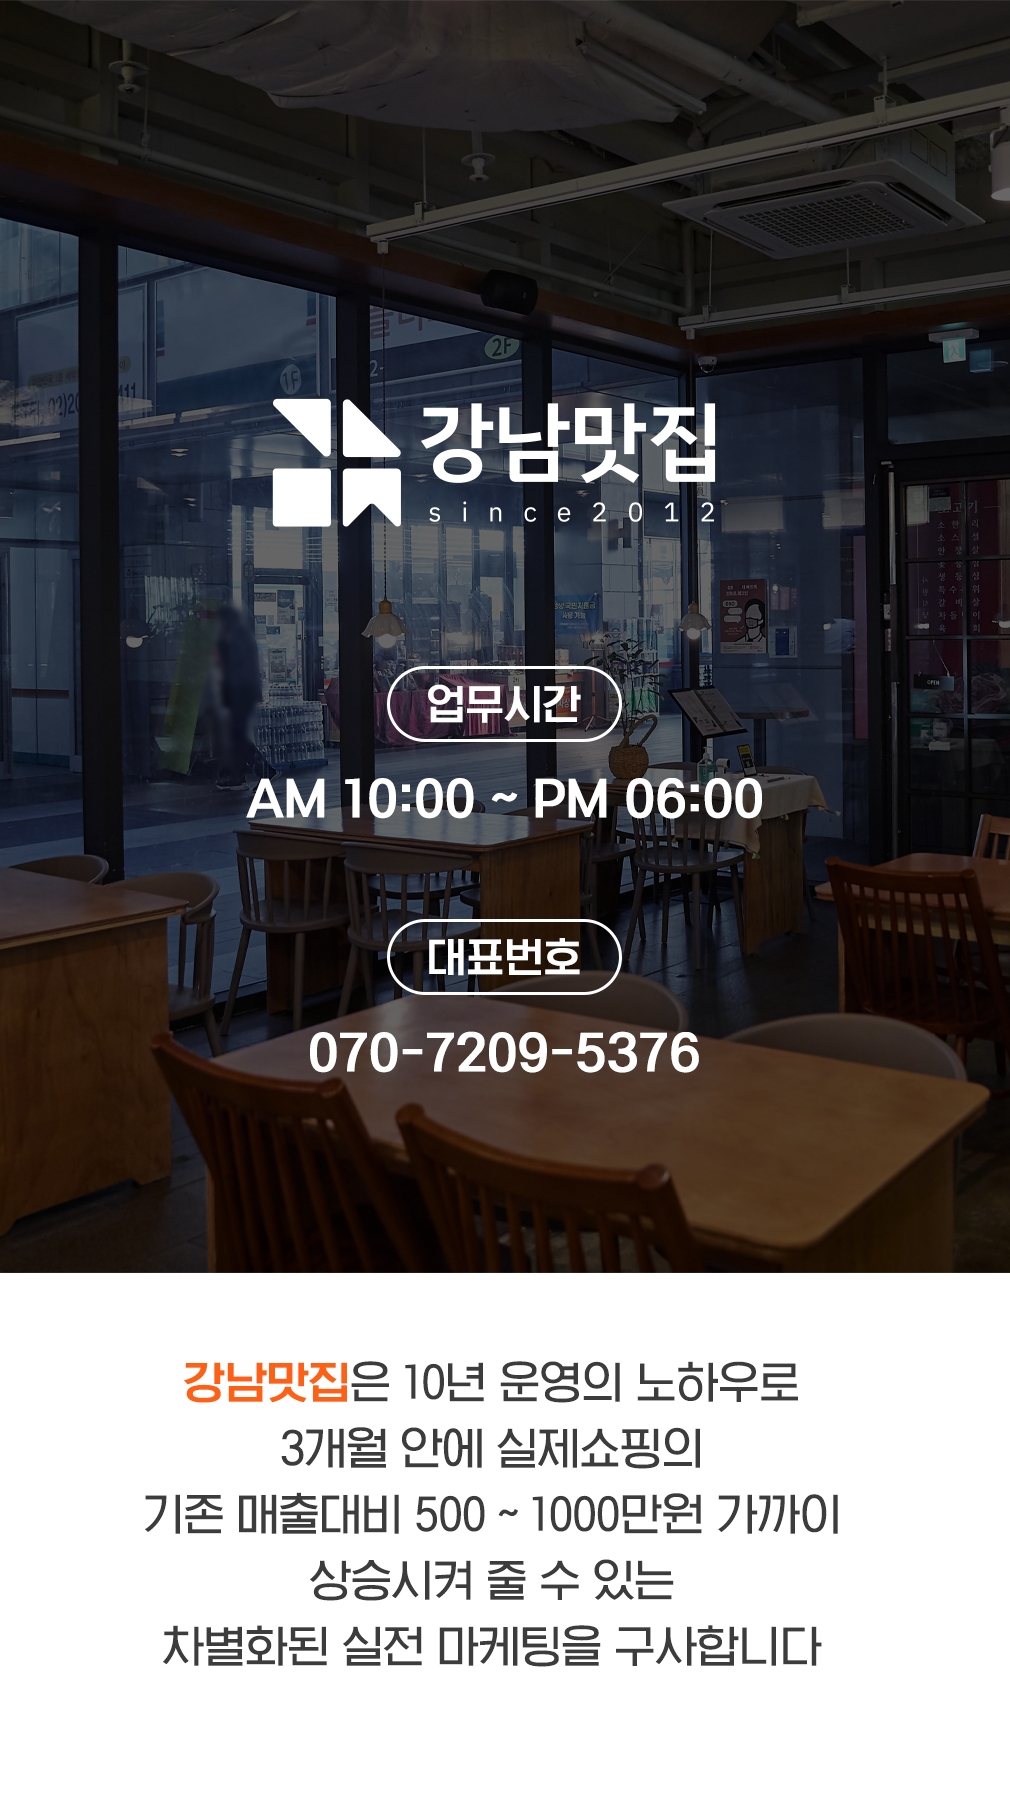 2F
1F
강남맛집
since2012
업무시간
AM 10:00 ~ PM 06:00
대표번호
070-7209-5376
OPEN
강남맛집은 10년 운영의 노하우로
3개월 안에 실제쇼핑의
기존 매출대비 500 ~ 1000만원 가까이
상승시켜 줄 수 있는
차별화된 실전 마케팅을 구사합니다